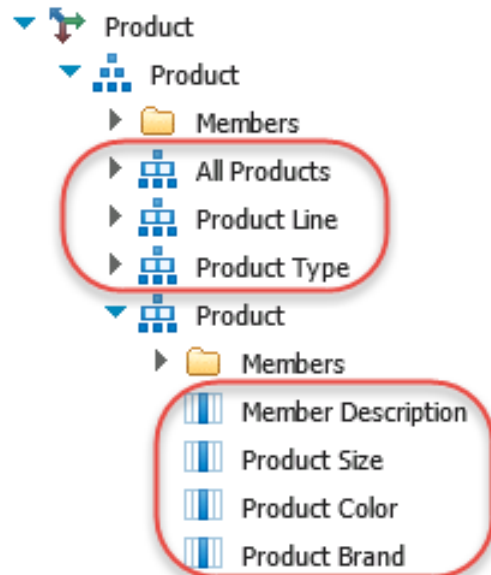 Product
Product
Members
All Products
Product Line
Product Type
Product
Members
Member Description
Product Size
Product Color
Product Brand